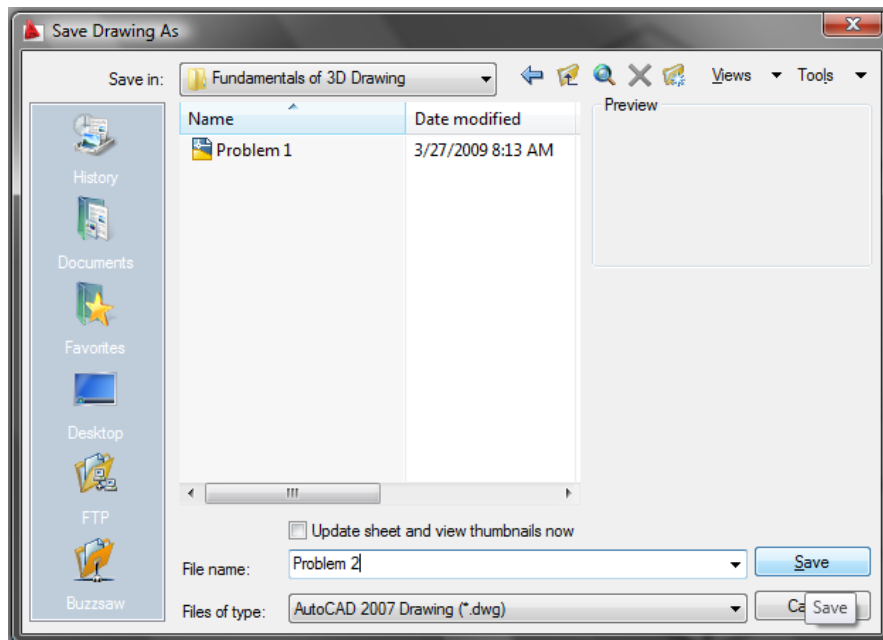 Save Drawing As
Save in: Fundamentals of 3D Drawing Views Tools
Name Date modified Preview
Problem 1 3/27/2009 8:13 AM
History
Documents
Favorites
Desktop
FTP
Buzzsaw
Update sheet and view thumbnails now
File name: Problem 2 Save
Files of type: AutoCAD 2007 Drawing (*.dwg) Ca Save